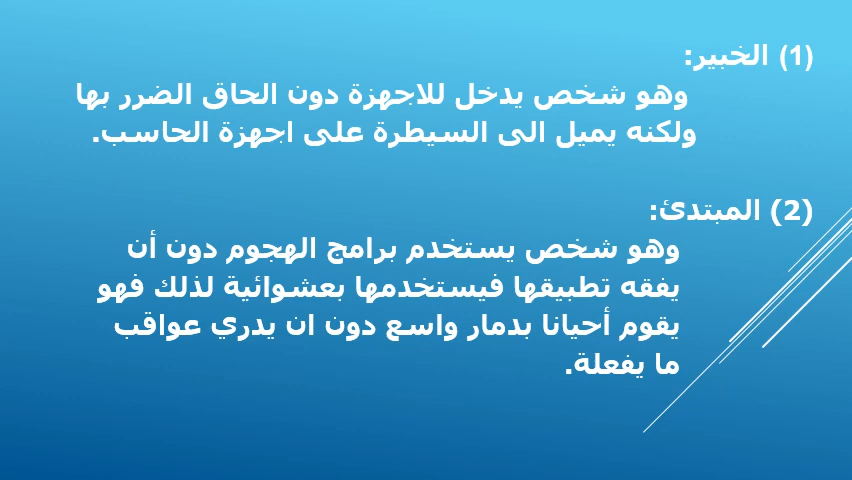 (1) الخبير:
وهو شخص يدخل للاجهزة دون الحاق الضرر بها
ولكنه يميل الى السيطرة على اجهزة الحاسب.
(2) المبتدئ:
وهو شخص يستخدم برامج الهجوم دون أن
يفقه تطبيقها فيستخدمها بعشوائية لذلك فهو
يقوم أحيانا بدمار واسع دون ان يدري عواقب
ما يفعلة.